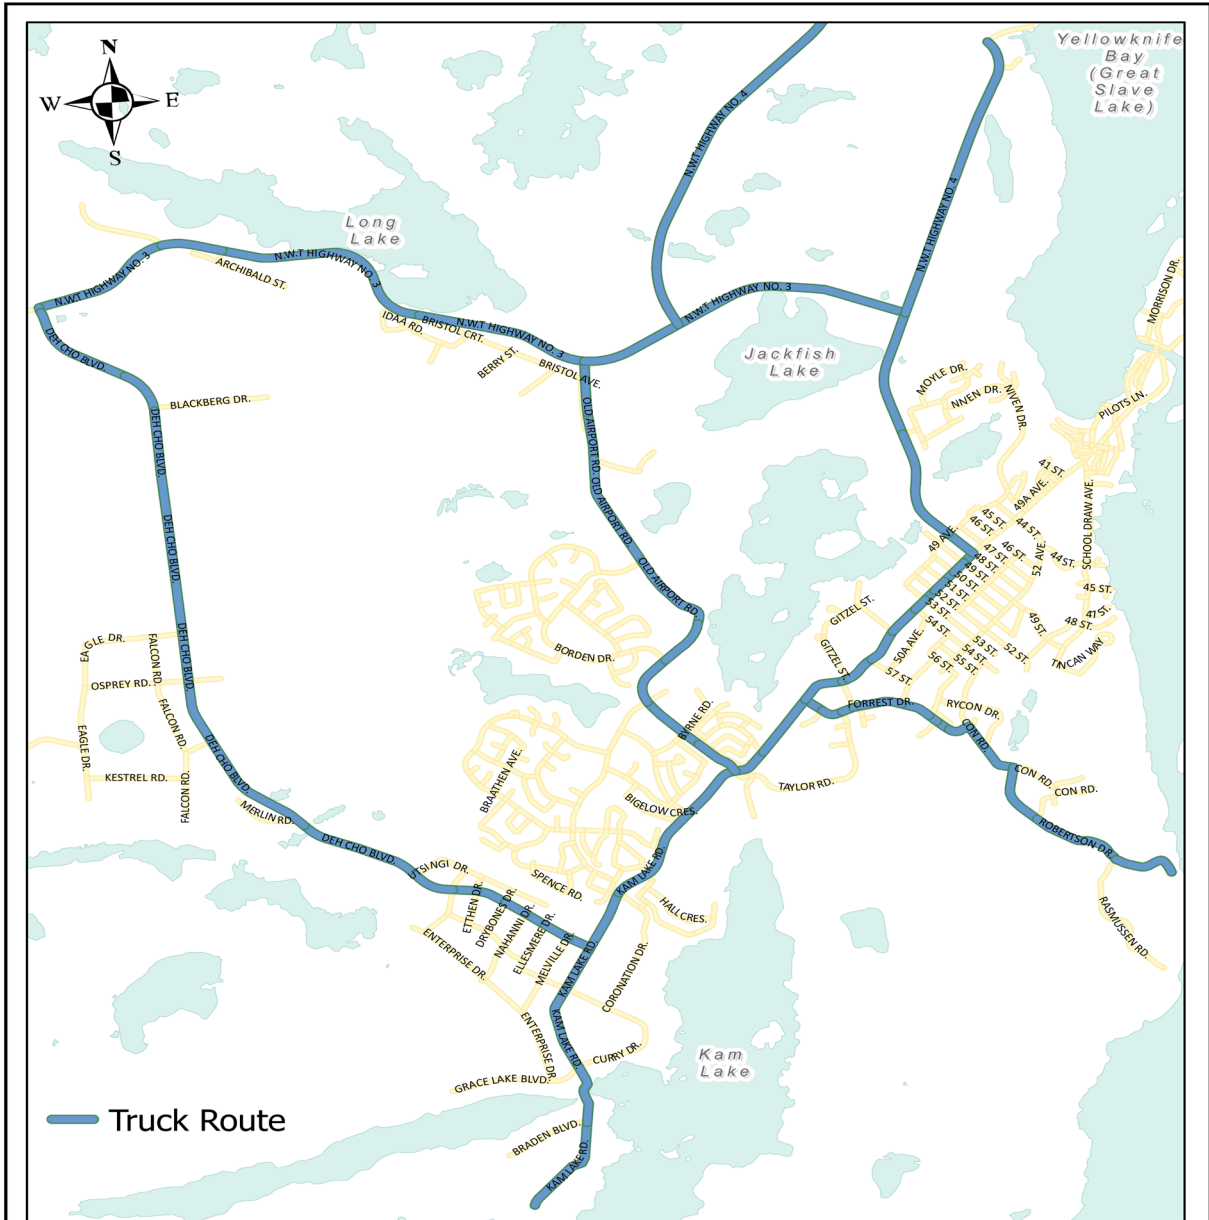 Yellowknife
Bay
(Great
Slave
Lake)
N
W E
S
N.W.T HIGHWAY NO. 4
N.W.T HIGHWAY NO. 4
Long
Lake
N.W.T HIGHWAY NO. 3
N.W.T HIGHWAY NO. 3
ARCHIBALD ST.
MORRISON DR.
N.W.T HIGHWAY NO. 3
N.W.T HIGHWAY NO. 3
IDAA RD.
BRISTOL CRT.
BERRY ST.
BRISTOL AVE.
DEH CHO BLVD.
Jackfish
Lake
MOYLE DR.
NIVEN DR.
NIVEN DR.
PILOTS LN.
BLACKBERG DR.
DEH CHO BLVD.
OLD AIRPORT RD.
OLD AIRPORT RD.
OLD AIRPORT RD.
41 ST.
49A AVE.
SCHOOL DRAW AVE.
45 ST.
46 ST.
44 ST.
49 AVE.
47 ST.
46 ST.
52 AVE.
44 ST.
48 ST.
49 ST.
50 ST.
51 ST.
52 ST.
53 ST.
54 ST.
45 ST.
47 ST.
48 ST.
49 ST.
DEH CHO BLVD.
GITZEL ST.
GITZEL ST.
50A AVE.
53 ST.
52 ST.
54 ST.
55 ST.
56 ST.
57 ST.
TIN CAN WAY
EAGLE DR.
FALCON RD.
DEH CHO BLVD.
OSPREY RD.
BORDEN DR.
FALCON RD.
EAGLE DR.
DEH CHO BLVD.
BYRNE RD.
FORREST DR.
RYCON DR.
CON RD.
KESTREL RD.
FALCON RD.
MERLIN RD.
BRAATHEN AVE.
TAYLOR RD.
BIGELOW CRES.
CON RD.
CON RD.
ROBERTSON DR.
DEH CHO BLVD.
UTSINGI DR.
SPENCE RD.
KAM LAKE RD.
HALL CRES.
RASMUSSEN RD.
ETTHEN DR.
DRYBONES DR.
NAHANNI DR.
ELLESMERE DR.
MELVILLE DR.
ENTERPRISE DR.
KAM LAKE RD.
CORONATION DR.
ENTERPRISE DR.
KAM LAKE RD.
CURRY DR.
GRACE LAKE BLVD.
Kam
Lake
Truck Route
BRADEN BLVD.
KAM LAKE RD.